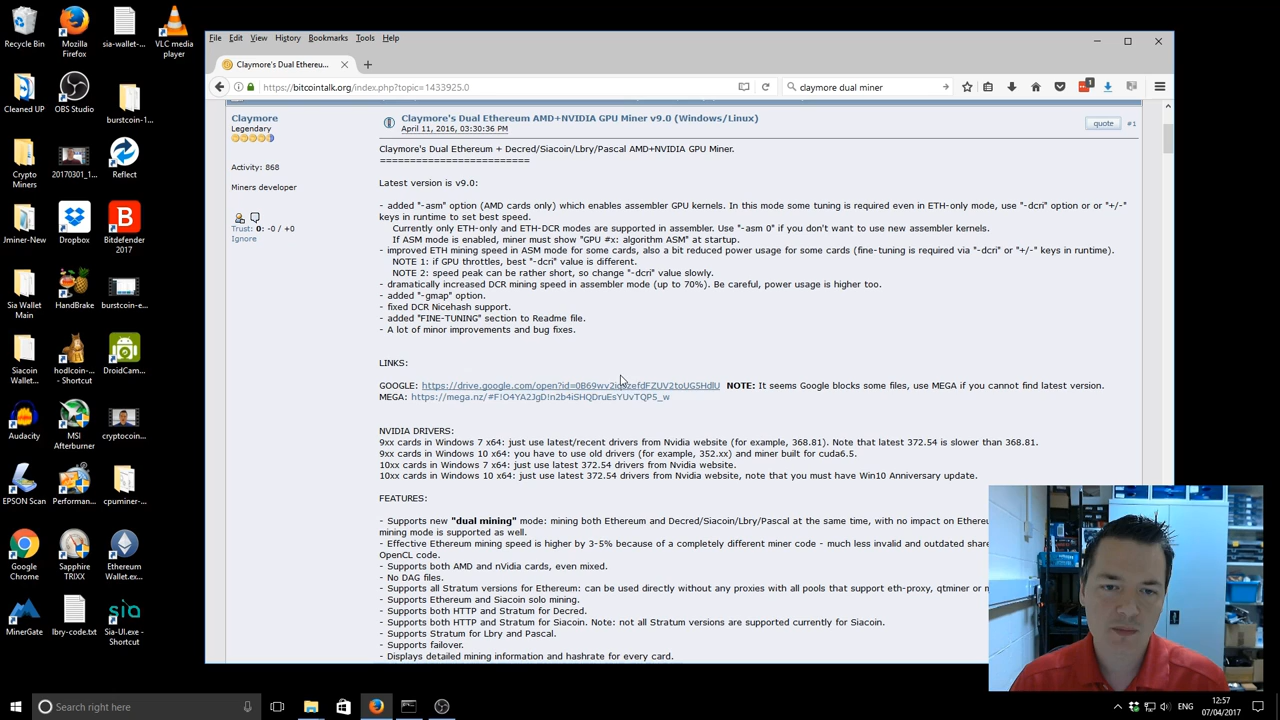 Recycle Bin
Mozilla Firefox
sia-wallet-...
VLC media player
Cleaned UP
OBS Studio
burstcoin-1...
Crypto Miners
20170301_1...
Reflect
Jminer-New
Dropbox
Bitdefender 2017
Sia Wallet Main
HandBrake
burstcoin-se...
Siacoin Wallet...
hodlcoin-... - Shortcut
DroidCam...
Audacity
MSI Afterburner
cryptocoin...
EPSON Scan
Performan...
cpuminer-...
Google Chrome
Sapphire TRIXX
Ethereum Wallet.ex...
MinerGate
lbry-code.txt
Sia-UI.exe - Shortcut
File Edit View History Bookmarks Tools Help
Claymore's Dual Ethereu...
https://bitcointalk.org/index.php?topic=1433925.0
claymore dual miner
1
Claymore
Legendary
Activity: 868
Miners developer
Trust: 0: -0 / +0
Ignore
Claymore's Dual Ethereum AMD+NVIDIA GPU Miner v9.0 (Windows/Linux)
April 11, 2016, 03:30:36 PM
quote #1
Claymore's Dual Ethereum + Decred/Siacoin/Lbry/Pascal AMD+NVIDIA GPU Miner.
=========================
Latest version is v9.0:
- added "-asm" option (AMD cards only) which enables assembler GPU kernels. In this mode some tuning is required even in ETH-only mode, use "-dcri" option or or "+/-"
keys in runtime to set best speed.
Currently only ETH-only and ETH-DCR modes are supported in assembler. Use "-asm 0" if you don't want to use new assembler kernels.
If ASM mode is enabled, miner must show "GPU #x: algorithm ASM" at startup.
- improved ETH mining speed in ASM mode for some cards, also a bit reduced power usage for some cards (fine-tuning is required via "-dcri" or "+/-" keys in runtime).
NOTE 1: if GPU throttles, best "-dcri" value is different.
NOTE 2: speed peak can be rather short, so change "-dcri" value slowly.
- dramatically increased DCR mining speed in assembler mode (up to 70%). Be careful, power usage is higher too.
- added "-gmap" option.
- fixed DCR Nicehash support.
- added "FINE-TUNING" section to Readme file.
- A lot of minor improvements and bug fixes.
LINKS:
GOOGLE: NOTE: It seems Google blocks some files, use MEGA if you cannot find latest version.
MEGA: https://mega.nz/#F!O4YA2JgD!n2b4iSHQDruEsYUvTQP5_w
NVIDIA DRIVERS:
9xx cards in Windows 7 x64: just use latest/recent drivers from Nvidia website (for example, 368.81). Note that latest 372.54 is slower than 368.81.
9xx cards in Windows 10 x64: you have to use old drivers (for example, 352.xx) and miner built for cuda6.5.
10xx cards in Windows 7 x64: just use latest 372.54 drivers from Nvidia website.
10xx cards in Windows 10 x64: just use latest 372.54 drivers from Nvidia website, note that you must have Win10 Anniversary update.
FEATURES:
- Supports new "dual mining" mode: mining both Ethereum and Decred/Siacoin/Lbry/Pascal at the same time, with no impact on Ethereu
mining mode is supported as well.
- Effective Ethereum mining speed is higher by 3-5% because of a completely different miner code - much less invalid and outdated share
OpenCL code.
- Supports both AMD and nVidia cards, even mixed.
- No DAG files.
- Supports all Stratum versions for Ethereum: can be used directly without any proxies with all pools that support eth-proxy, qtminer or m
- Supports Ethereum and Siacoin solo mining.
- Supports both HTTP and Stratum for Decred.
- Supports both HTTP and Stratum for Siacoin. Note: not all Stratum versions are supported currently for Siacoin.
- Supports Stratum for Lbry and Pascal.
- Supports failover.
- Displays detailed mining information and hashrate for every card.
Search right here
ENG
12:57
07/04/2017